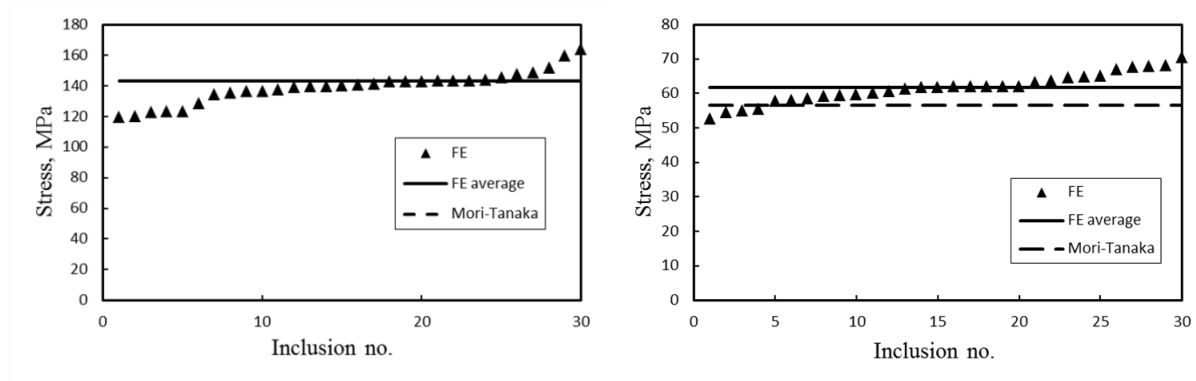 180
160
140
120
100
80
60
40
20
0
Stress, MPa
FE
FE average
Mori-Tanaka
0 10 20 30
Inclusion no.
80
70
60
50
40
30
20
10
0
Stress, MPa
FE
FE average
Mori-Tanaka
0 5 10 15 20 25 30
Inclusion no.